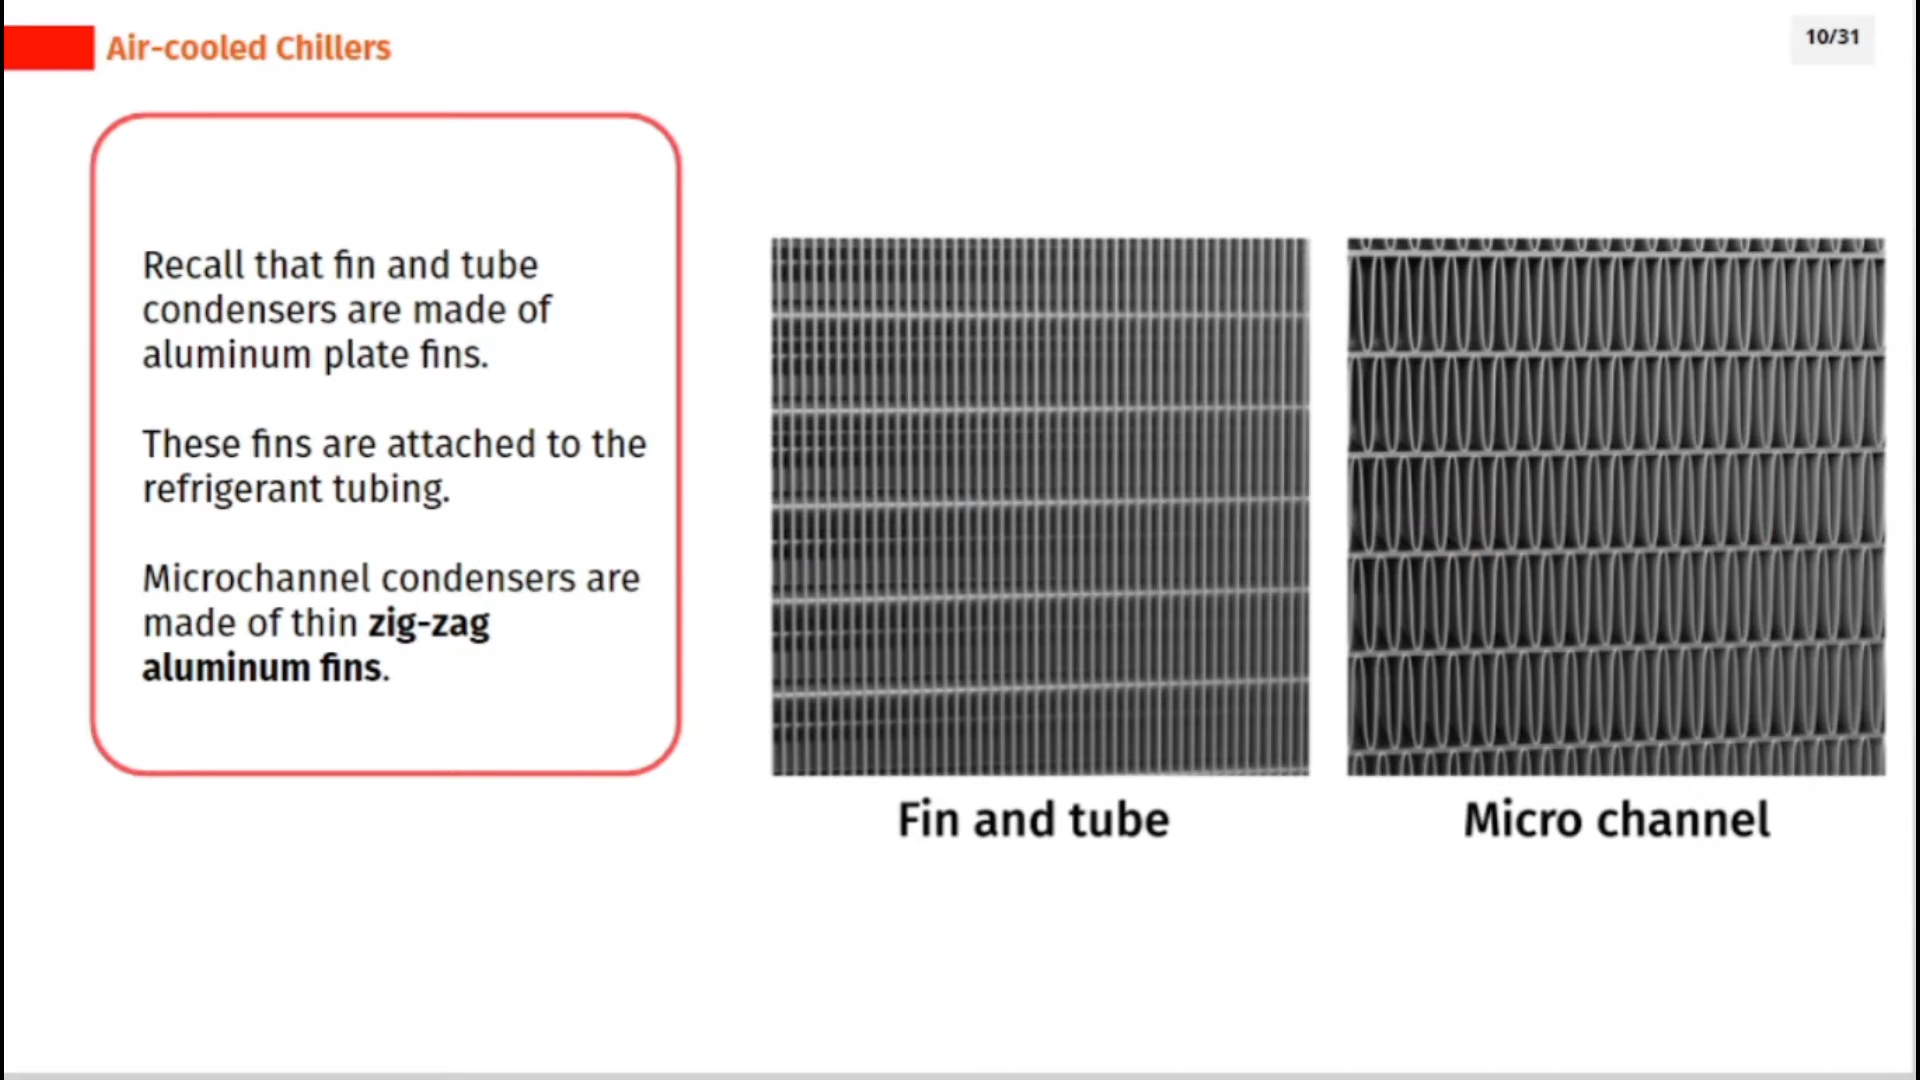 Air-cooled Chillers
10/31
Recall that fin and tube
condensers are made of
aluminum plate fins.
These fins are attached to the
refrigerant tubing.
Microchannel condensers are
made of thin zig-zag
aluminum fins.
Fin and tube
Micro channel